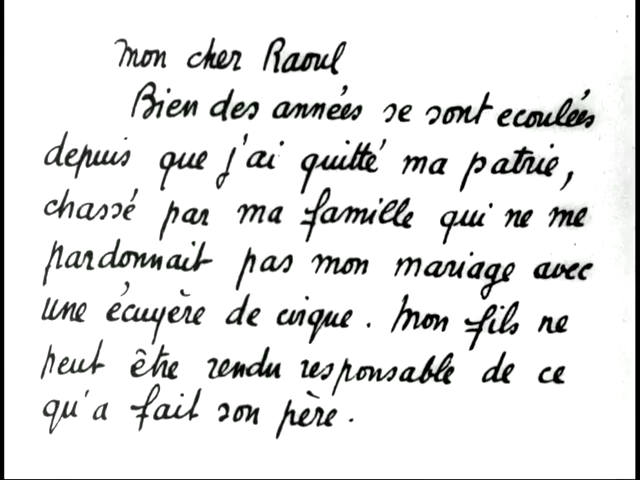 Mon cher Raoul
Bien des années se sont ecoulées
depuis que j'ai quitté ma patrie,
chassé par ma famille qui ne me
pardonnait pas mon mariage avec
une écuyère de cirque. Mon fils ne
peut être rendu responsable de ce
qu'a fait son père.